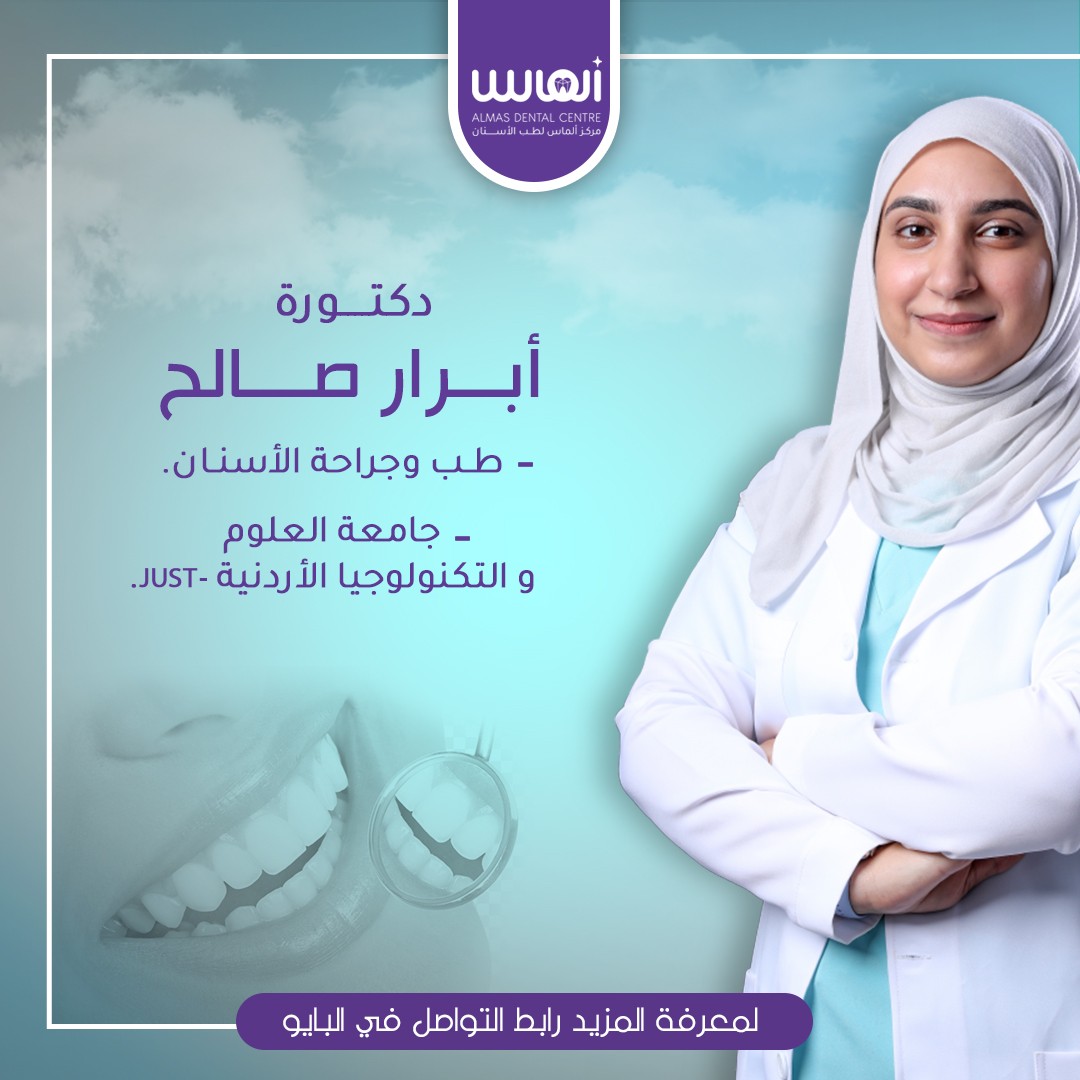 ألماس
ALMAS DENTAL CENTRE
مركز ألماس لطب الأسنان
دكتورة
أبرار صالح
- طب وجراحة الأسنان.
- جامعة العلوم
و التكنولوجيا الأردنية -JUST.
لمعرفة المزيد رابط التواصل في البايو